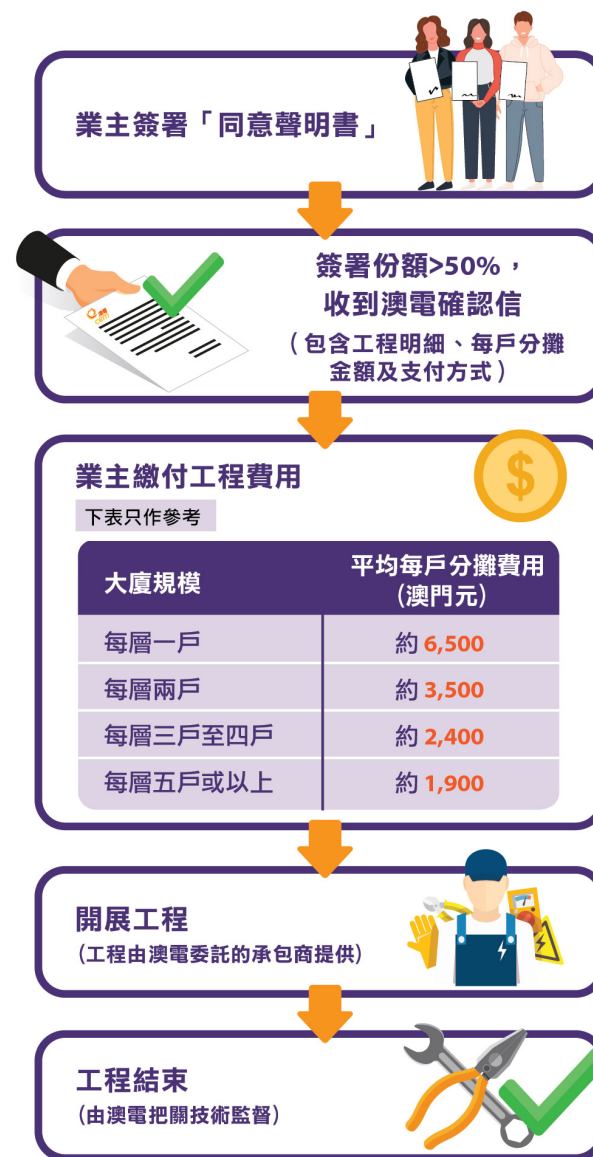 業主簽署「同意聲明書」
簽署份額>50%，
收到澳電確認信
（包含工程明細、每戶分攤
金額及支付方式）
業主繳付工程費用
下表只作參考
大廈規模
平均每戶分攤費用
(澳門元)
每層一戶
約 6,500
每層兩戶
約 3,500
每層三戶至四戶
約 2,400
每層五戶或以上
約 1,900
開展工程
(工程由澳電委託的承包商提供)
工程結束
(由澳電把關技術監督)